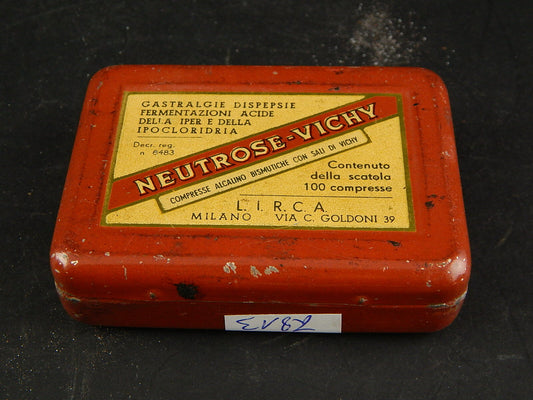 GASTRALGIE DISPEPSIE
FERMENTAZIONI ACIDE
DELLA IPER E DELLA
IPOCLORIDRIA
Decr. reg.
n. 6483
NEUTROSE-VICHY
COMPRESSE ALCALINO BISMUTICHE CON SALI DI VICHY
Contenuto
della scatola
100 compresse
L.I.R.C.A.
MILANO VIA C. GOLDONI 39